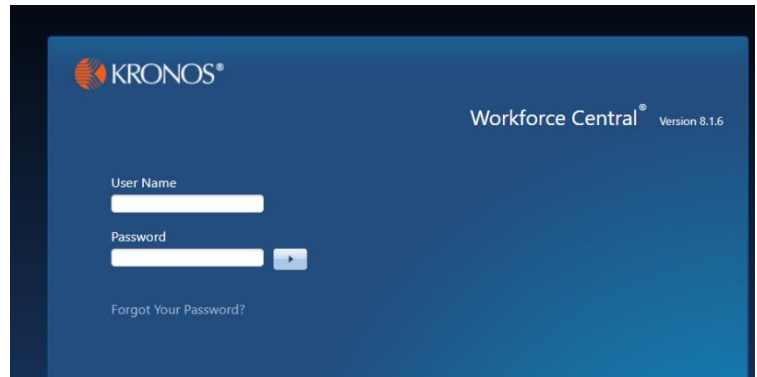 KRONOS®
Workforce Central® Version 8.1.6
User Name
Password
Forgot Your Password?